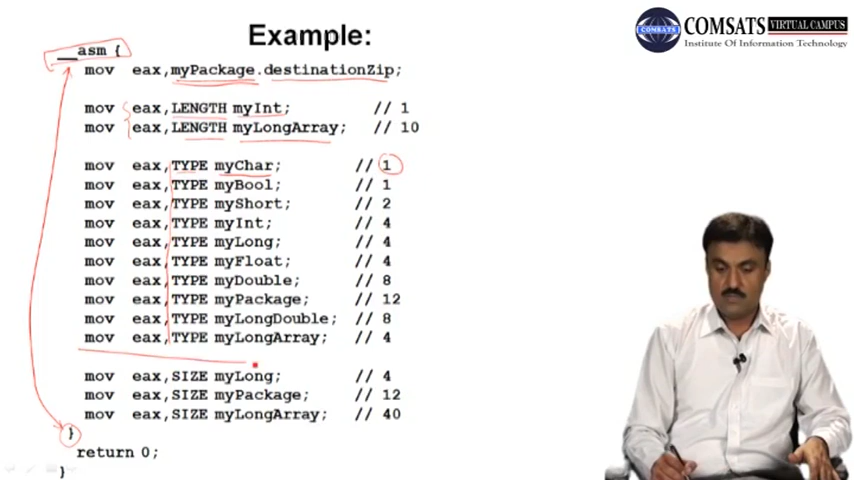 Example:
COMSATS VIRTUAL CAMPUS
Institute Of Information Technology
COMSATS
__asm {
mov eax,myPackage.destinationZip;
mov eax,LENGTH myInt; // 1
mov eax,LENGTH myLongArray; // 10
mov eax,TYPE myChar; // 1
mov eax,TYPE myBool; // 1
mov eax,TYPE myShort; // 2
mov eax,TYPE myInt; // 4
mov eax,TYPE myLong; // 4
mov eax,TYPE myFloat; // 4
mov eax,TYPE myDouble; // 8
mov eax,TYPE myPackage; // 12
mov eax,TYPE myLongDouble; // 8
mov eax,TYPE myLongArray; // 4
mov eax,SIZE myLong; // 4
mov eax,SIZE myPackage; // 12
mov eax,SIZE myLongArray; // 40
}
return 0;
}